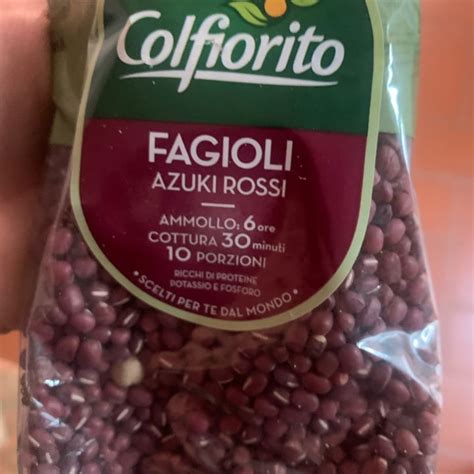 Colfiorito
FAGIOLI
AZUKI ROSSI
AMMOLLO: 6 ore
COTTURA 30 minuti
10 PORZIONI
RICCHI DI PROTEINE
POTASSIO E FOSFORO
• SCELTI PER TE DAL MONDO •